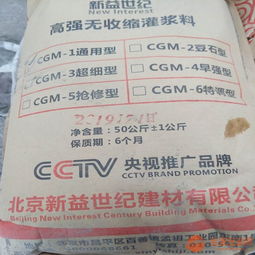 新益世纪
New Interest
高强无收缩灌浆料
CGM-1通用型
CGM-2豆石型
CGM-3超细型
CGM-4早强型
CGM-5抢修型
CGM-6特调型
净重量:50公斤±1公斤
保质期:6个月
CCTV 央视推广品牌
CCTV BRAND PROMOTION
北京新益世纪建材有限公
Beijing New Interest Century Building Materials